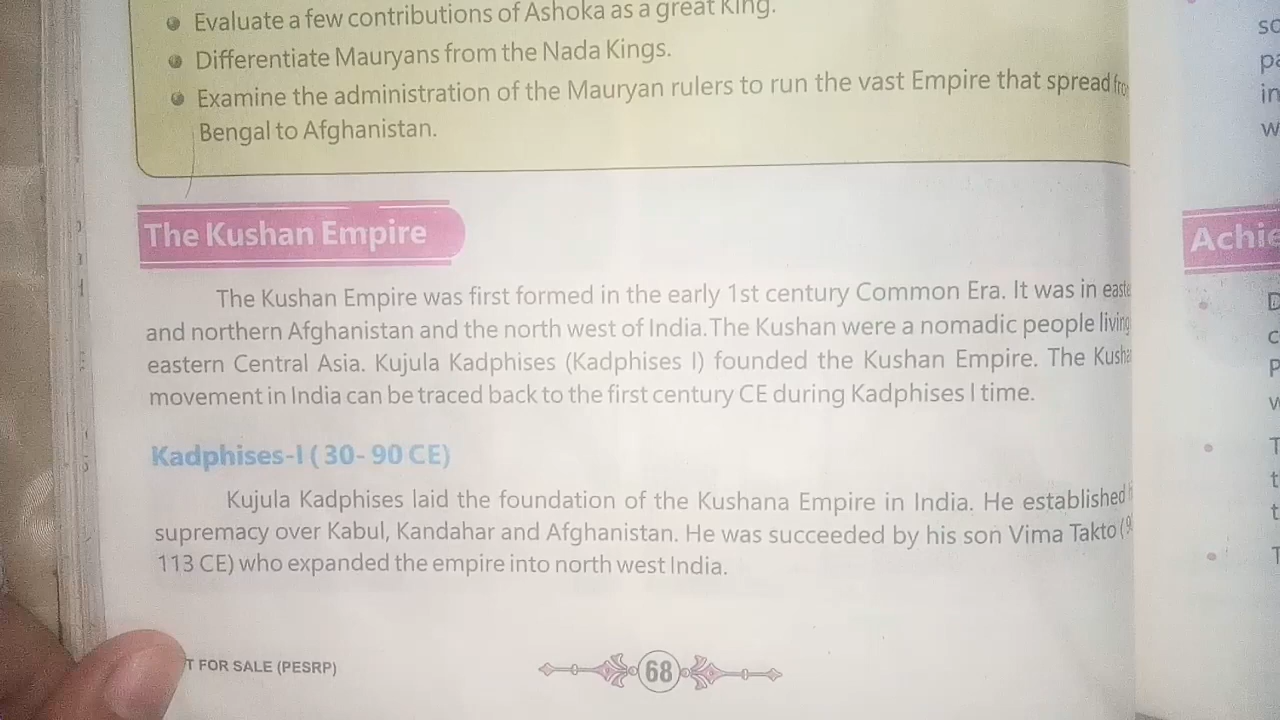 Evaluate a few contributions of Ashoka as a great King.
Differentiate Mauryans from the Nada Kings.
Examine the administration of the Mauryan rulers to run the vast Empire that spread from
Bengal to Afghanistan.
The Kushan Empire
The Kushan Empire was first formed in the early 1st century Common Era. It was in easte
and northern Afghanistan and the north west of India. The Kushan were a nomadic people living
eastern Central Asia. Kujula Kadphises (Kadphises I) founded the Kushan Empire. The Kusha
movement in India can be traced back to the first century CE during Kadphises I time.
Kadphises-I ( 30- 90 CE)
Kujula Kadphises laid the foundation of the Kushana Empire in India. He established
supremacy over Kabul, Kandahar and Afghanistan. He was succeeded by his son Vima Takto (9
113 CE) who expanded the empire into north west India.
T FOR SALE (PESRP)
68
so
pa
in
w
Achie
D
c
P
w
T
t
t
T